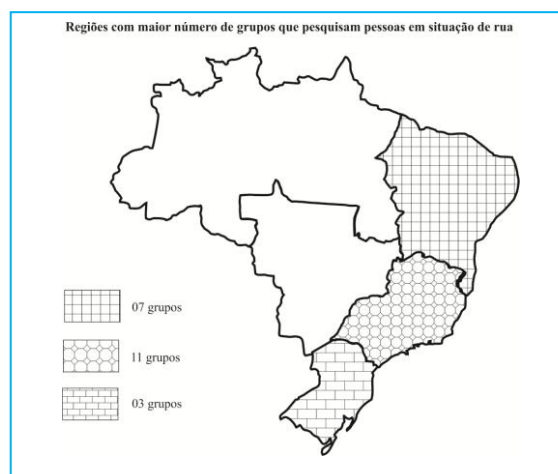 Regiões com maior número de grupos que pesquisam pessoas em situação de rua
07 grupos
11 grupos
03 grupos